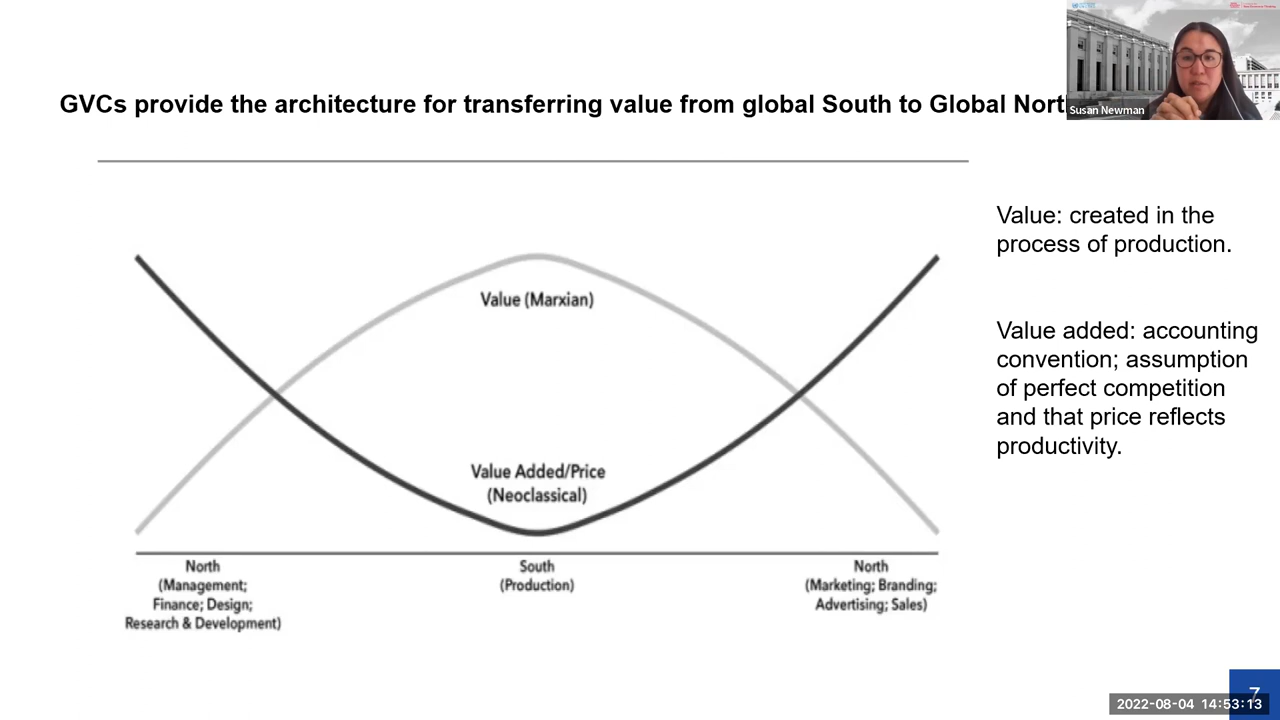 GVCs provide the architecture for transferring value from global South to Global Nort
Susan Newman
Value: created in the
process of production.
Value added: accounting
convention; assumption
of perfect competition
and that price reflects
productivity.
Value (Marxian)
Value Added/Price
(Neoclassical)
North
(Management;
Finance; Design;
Research & Development)
South
(Production)
North
(Marketing; Branding;
Advertising; Sales)
7
2022-08-04 14:53:13